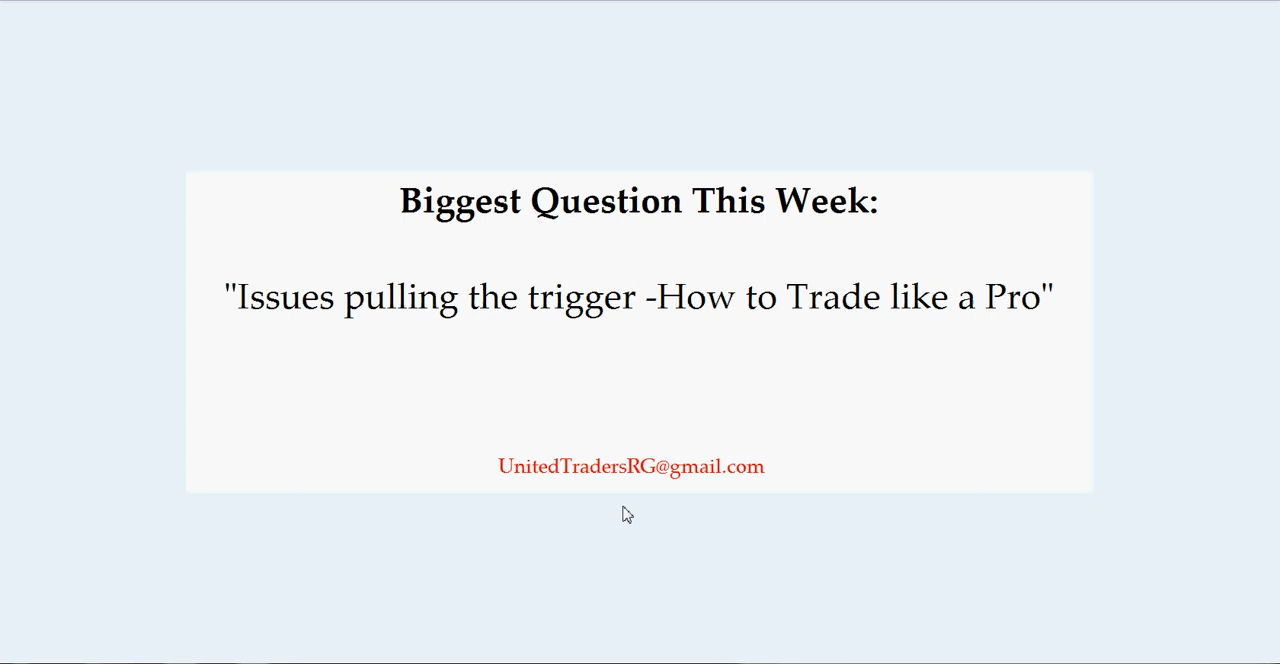 Biggest Question This Week:
"Issues pulling the trigger -How to Trade like a Pro"
UnitedTradersRG@gmail.com